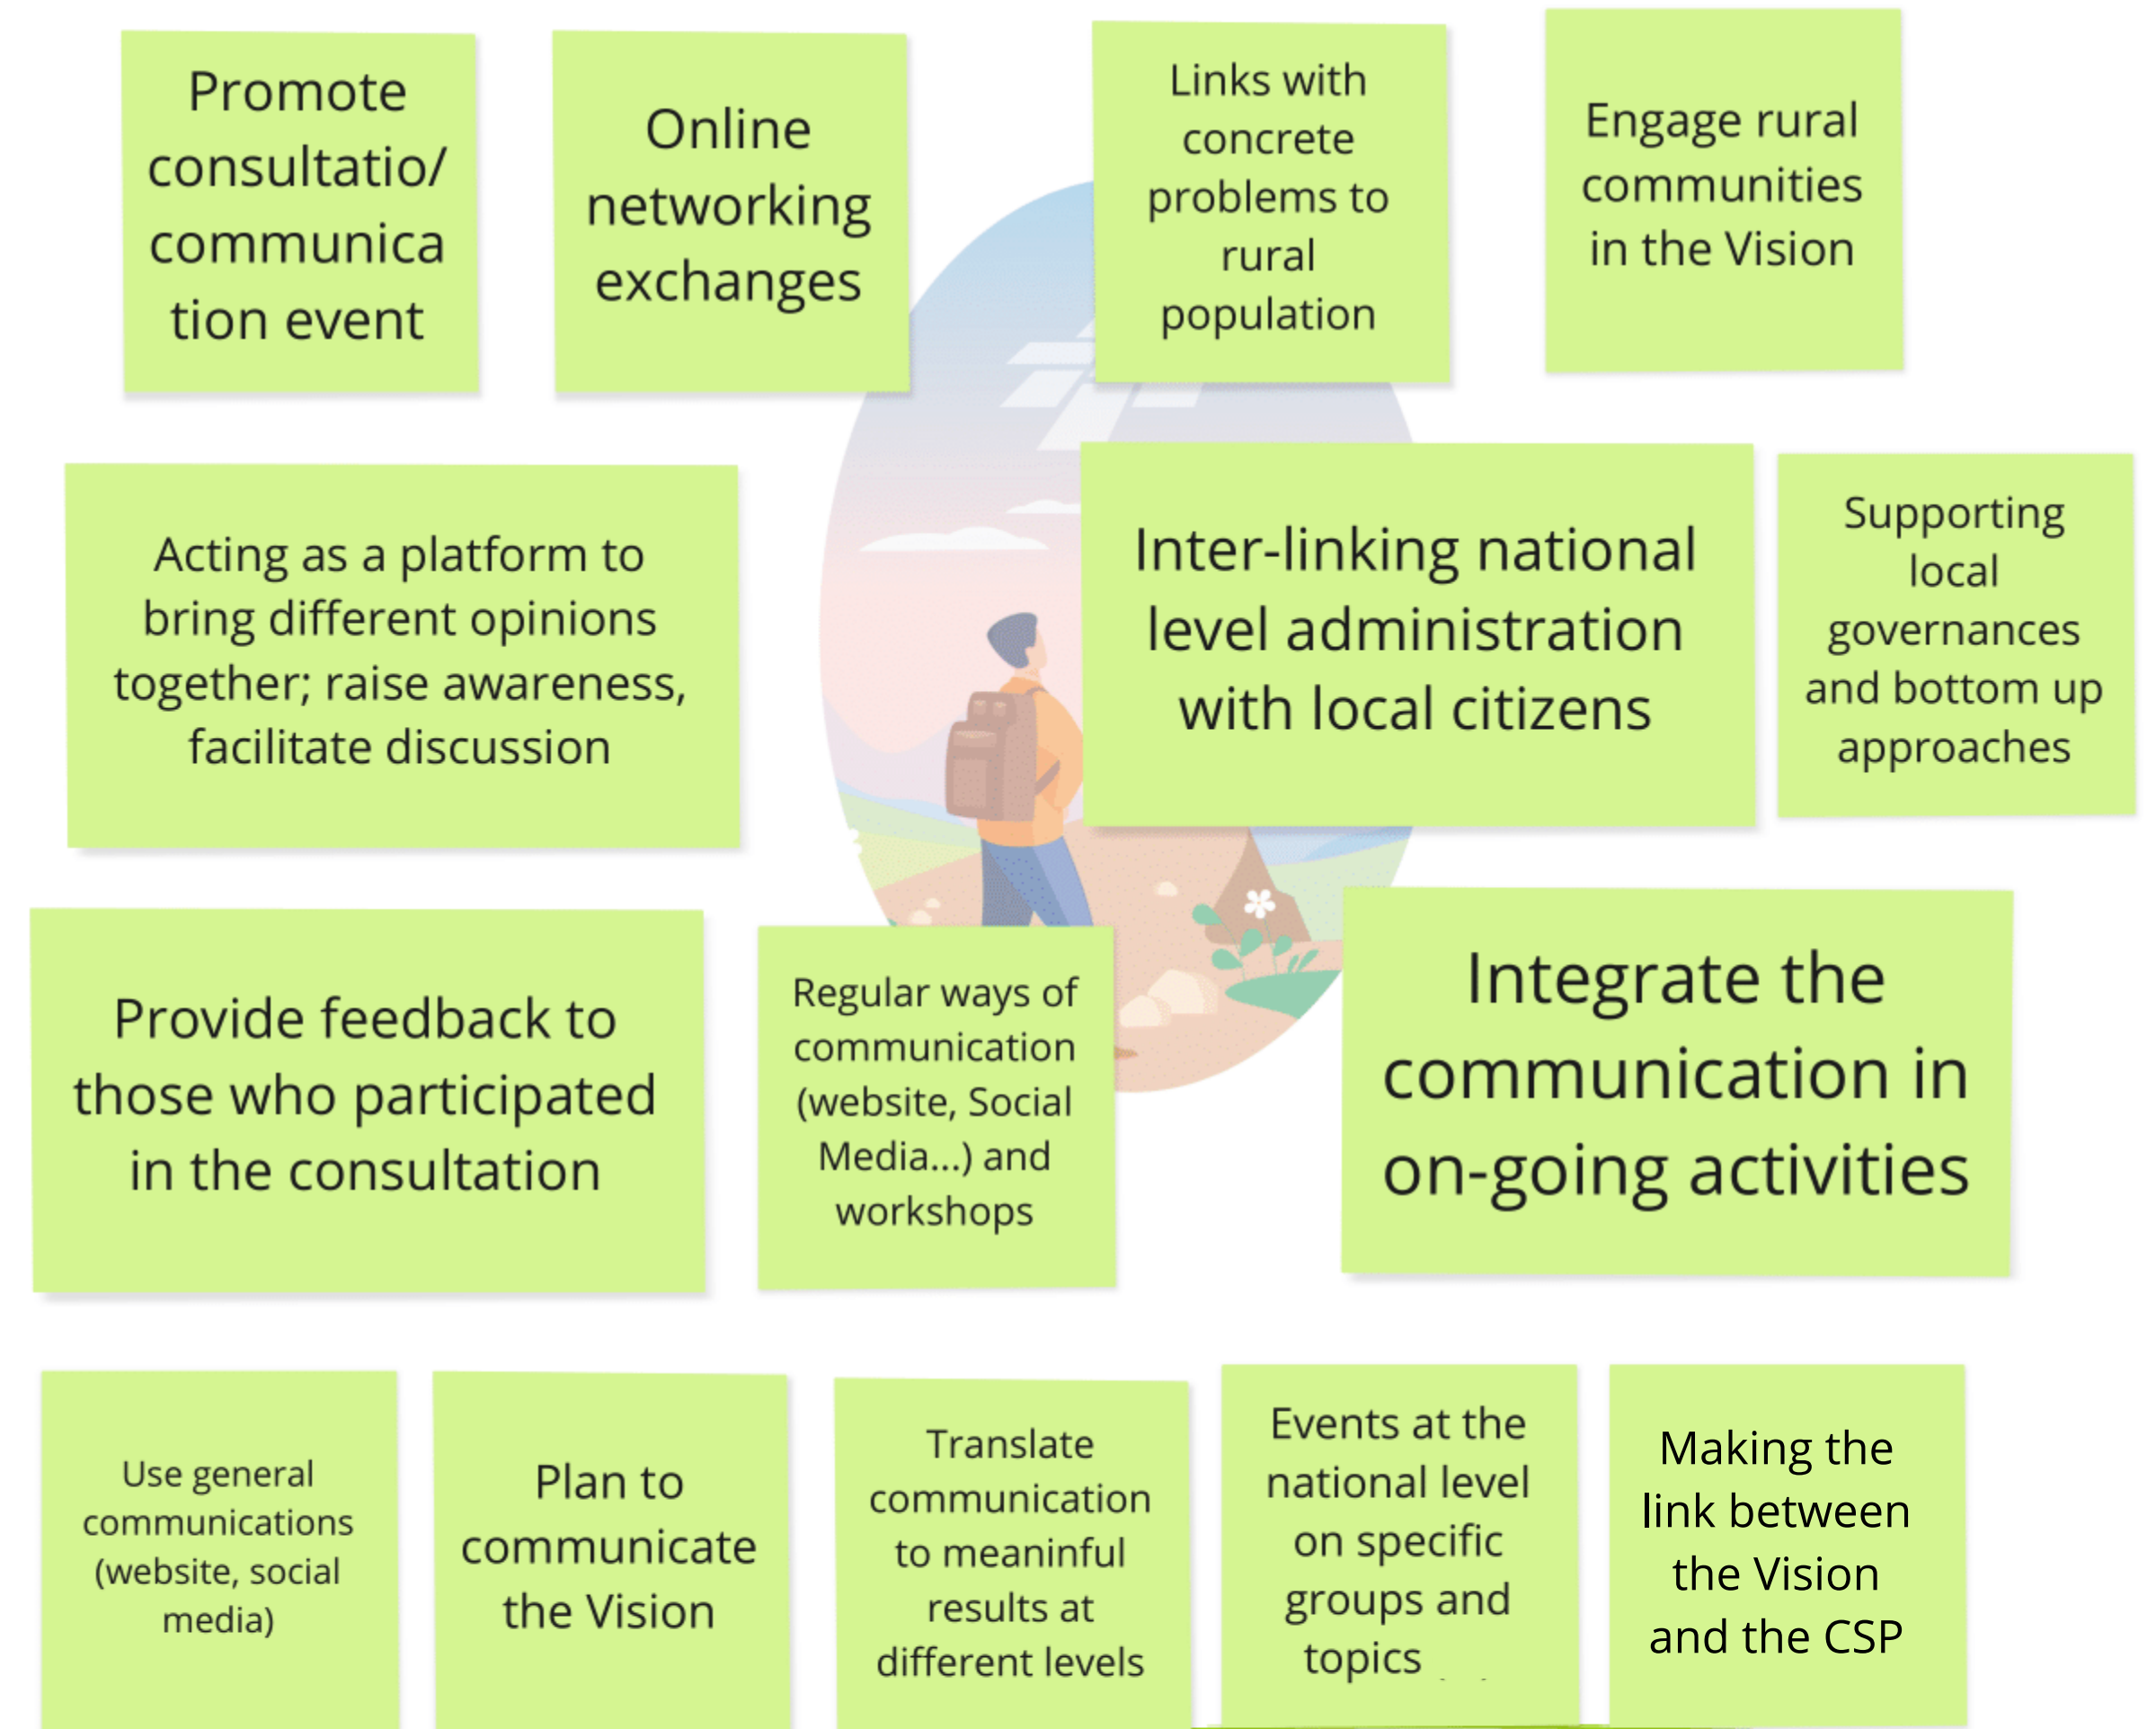 Promote
consultatio/
communica
tion event
Online
networking
exchanges
Links with
concrete
problems to
rural
population
Engage rural
communities
in the Vision
Acting as a platform to
bring different opinions
together; raise awareness,
facilitate discussion
Inter-linking national
level administration
with local citizens
Supporting
local
governances
and bottom up
approaches
Provide feedback to
those who participated
in the consultation
Regular ways of
communication
(website, Social
Media...) and
workshops
Integrate the
communication in
on-going activities
Use general
communications
(website, social
media)
Plan to
communicate
the Vision
Translate
communication
to meaninful
results at
different levels
Events at the
national level
on specific
groups and
topics
Making the
link between
the Vision
and the CSP